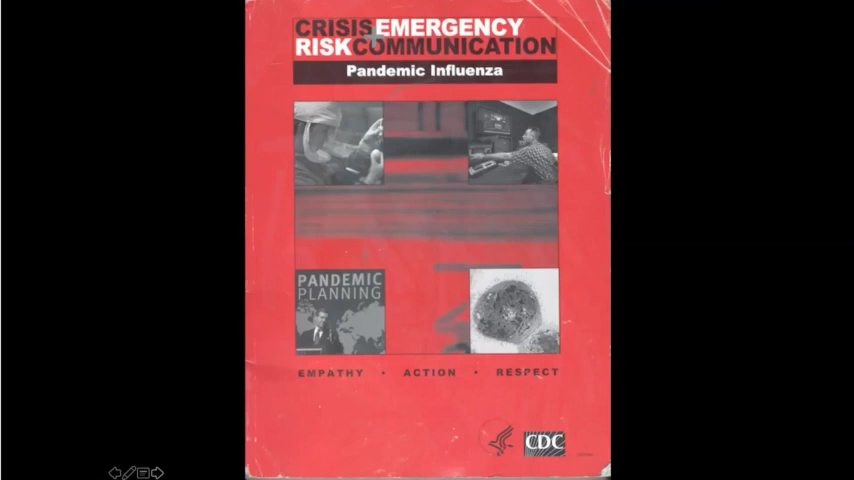 CRISIS EMERGENCY
RISK COMMUNICATION
Pandemic Influenza
PANDEMIC
PLANNING
EMPATHY • ACTION • RESPECT
CDC